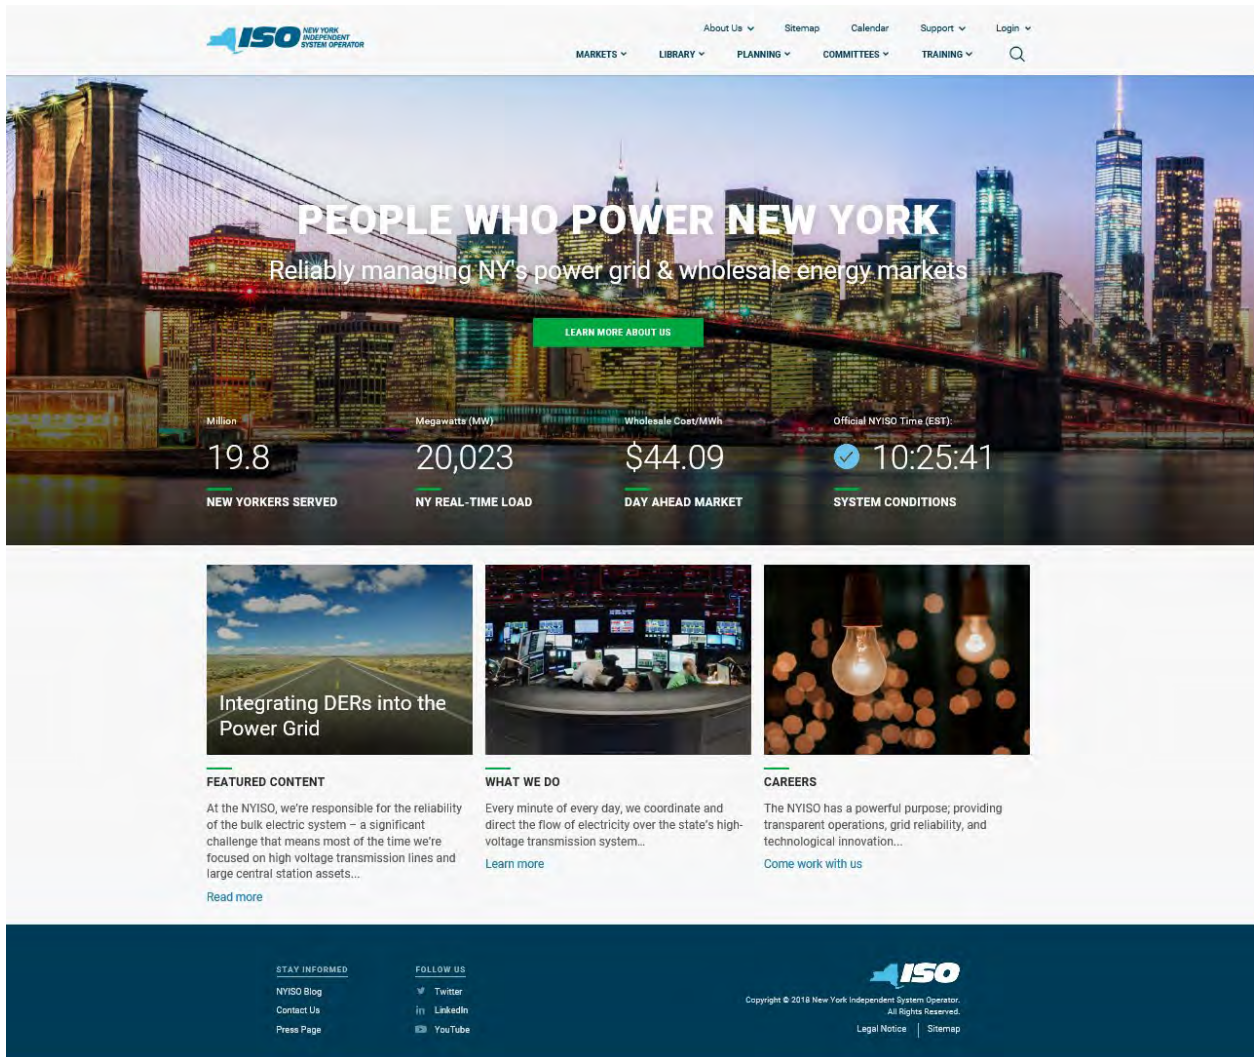 ISO NEW YORK
INDEPENDENT
SYSTEM OPERATOR
About Us
Sitemap
Calendar
Support
Login
MARKETS
LIBRARY
PLANNING
COMMITTEES
TRAINING
PEOPLE WHO POWER NEW YORK
Reliably managing NY's power grid & wholesale energy markets
LEARN MORE ABOUT US
Million
19.8
NEW YORKERS SERVED
Megawatts (MW)
20,023
NY REAL-TIME LOAD
Wholesale Cost/MWh
$44.09
DAY AHEAD MARKET
Official NYISO Time (EST):
10:25:41
SYSTEM CONDITIONS
Integrating DERs into the
Power Grid
FEATURED CONTENT
At the NYISO, we're responsible for the reliability
of the bulk electric system – a significant
challenge that means most of the time we're
focused on high voltage transmission lines and
large central station assets...
Read more
WHAT WE DO
Every minute of every day, we coordinate and
direct the flow of electricity over the state's high-
voltage transmission system...
Learn more
CAREERS
The NYISO has a powerful purpose; providing
transparent operations, grid reliability, and
technological innovation...
Come work with us
STAY INFORMED
NYISO Blog
Contact Us
Press Page
FOLLOW US
Twitter
in LinkedIn
YouTube
ISO
Copyright © 2018 New York Independent System Operator.
All Rights Reserved.
Legal Notice | Sitemap